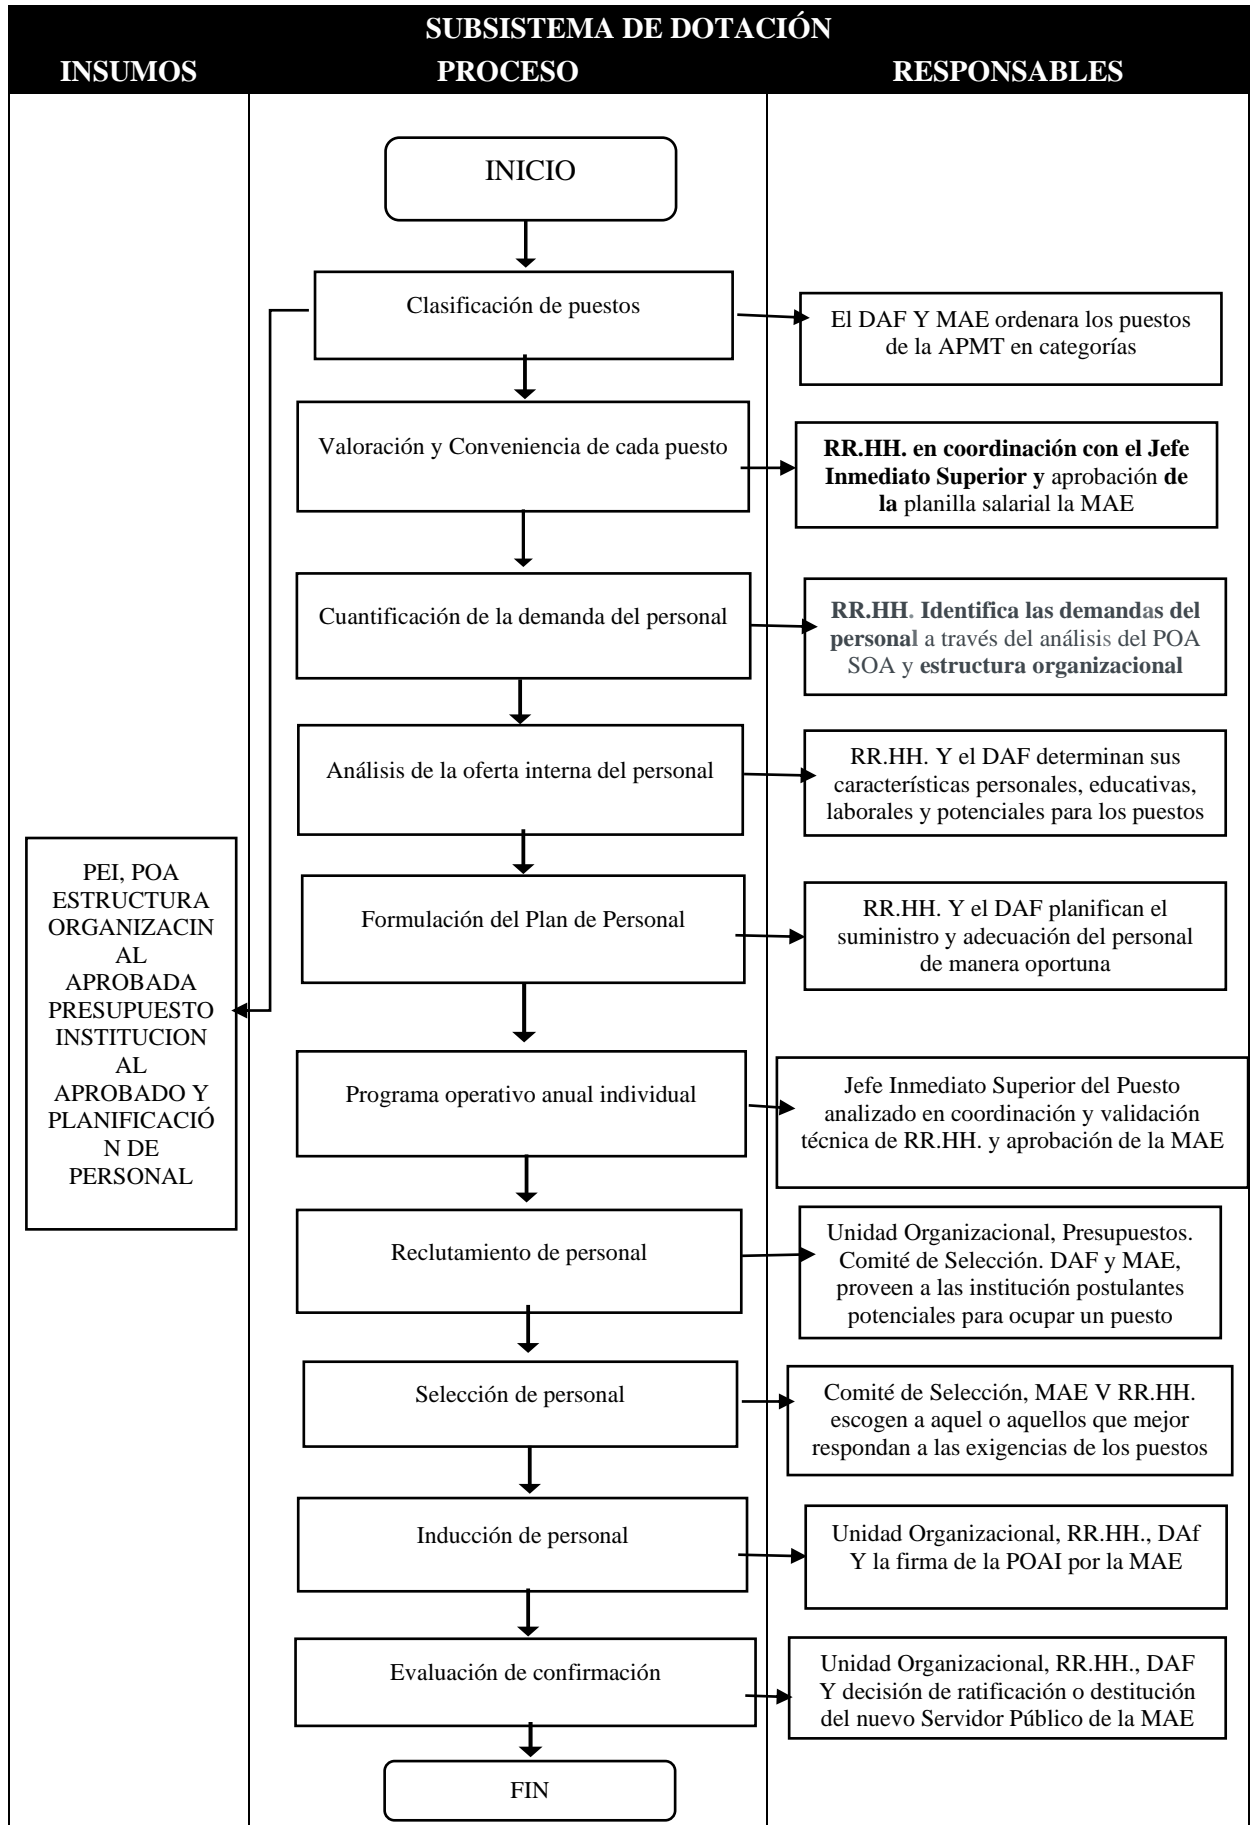 SUBSISTEMA DE DOTACIÓN
INSUMOS
PROCESO
RESPONSABLES
INICIO
Clasificación de puestos
El DAF Y MAE ordenara los puestos
de la APMT en categorías
Valoración y Conveniencia de cada puesto
RR.HH. en coordinación con el Jefe
Inmediato Superior y aprobación de
la planilla salarial la MAE
Cuantificación de la demanda del personal
RR.HH. Identifica las demandas del
personal a través del análisis del POA
SOA y estructura organizacional
Análisis de la oferta interna del personal
RR.HH. Y el DAF determinan sus
características personales, educativas,
laborales y potenciales para los puestos
PEI, POA
ESTRUCTURA
ORGANIZACIN
AL
APROBADA
PRESUPUESTO
INSTITUCION
AL
APROBADO Y
PLANIFICACIÓ
N DE
PERSONAL
Formulación del Plan de Personal
RR.HH. Y el DAF planifican el
suministro y adecuación del personal
de manera oportuna
Programa operativo anual individual
Jefe Inmediato Superior del Puesto
analizado en coordinación y validación
técnica de RR.HH. y aprobación de la MAE
Reclutamiento de personal
Unidad Organizacional, Presupuestos.
Comité de Selección. DAF y MAE,
proveen a las institución postulantes
potenciales para ocupar un puesto
Selección de personal
Comité de Selección, MAE V RR.HH.
escogen a aquel o aquellos que mejor
respondan a las exigencias de los puestos
Inducción de personal
Unidad Organizacional, RR.HH., DAf
Y la firma de la POAI por la MAE
Evaluación de confirmación
Unidad Organizacional, RR.HH., DAF
Y decisión de ratificación o destitución
del nuevo Servidor Público de la MAE
FIN